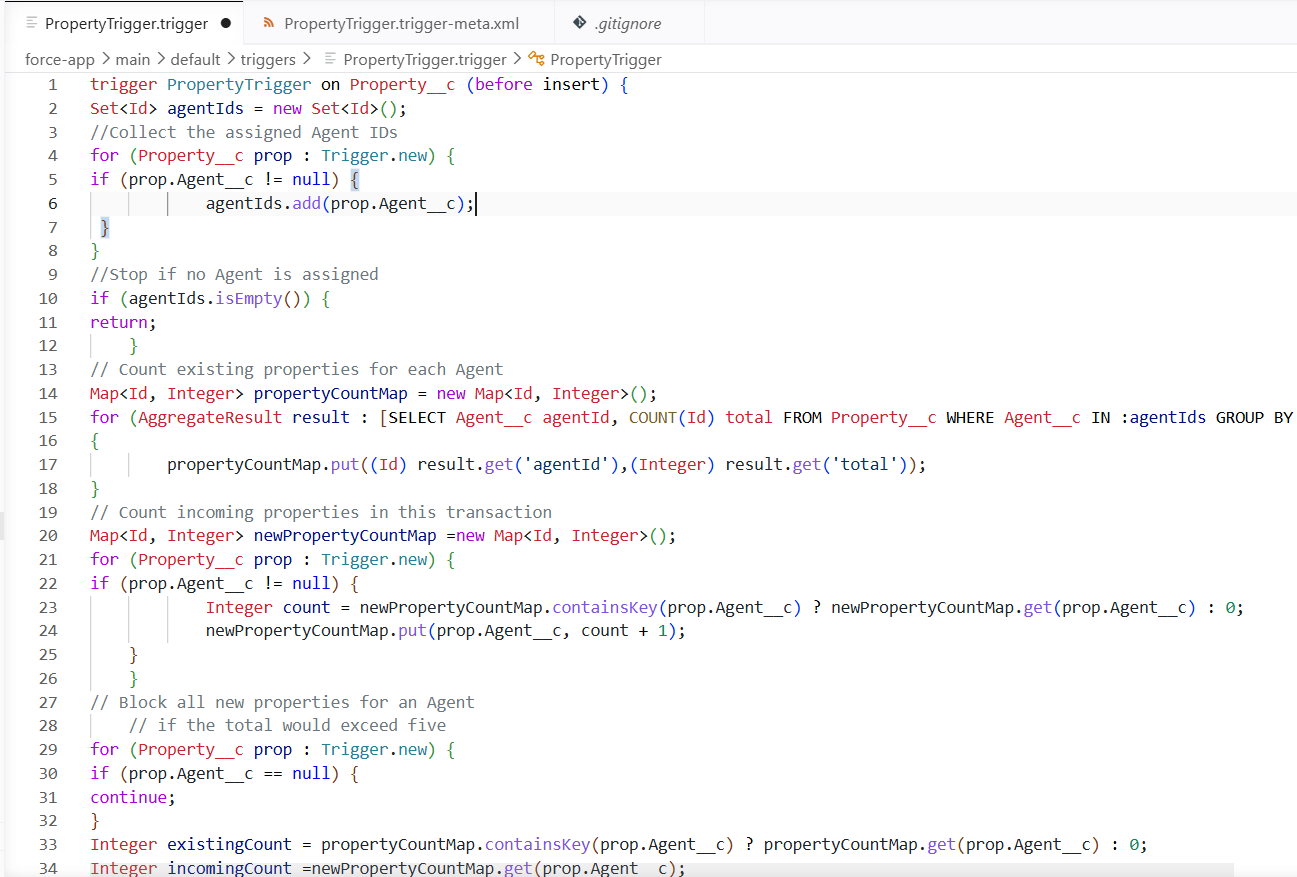 PropertyTrigger.trigger ● PropertyTrigger.trigger-meta.xml .gitignore
force-app > main > default > triggers > PropertyTrigger.trigger > PropertyTrigger
1 trigger PropertyTrigger on Property__c (before insert) {
2 Set<Id> agentIds = new Set<Id>();
3 //Collect the assigned Agent IDs
4 for (Property__c prop : Trigger.new) {
5 if (prop.Agent__c != null) {
6 agentIds.add(prop.Agent__c);
7 }
8 }
9 //Stop if no Agent is assigned
10 if (agentIds.isEmpty()) {
11 return;
12 }
13 // Count existing properties for each Agent
14 Map<Id, Integer> propertyCountMap = new Map<Id, Integer>();
15 for (AggregateResult result : [SELECT Agent__c agentId, COUNT(Id) total FROM Property__c WHERE Agent__c IN :agentIds GROUP BY
16 {
17 propertyCountMap.put((Id) result.get('agentId'),(Integer) result.get('total'));
18 }
19 // Count incoming properties in this transaction
20 Map<Id, Integer> newPropertyCountMap =new Map<Id, Integer>();
21 for (Property__c prop : Trigger.new) {
22 if (prop.Agent__c != null) {
23 Integer count = newPropertyCountMap.containsKey(prop.Agent__c) ? newPropertyCountMap.get(prop.Agent__c) : 0;
24 newPropertyCountMap.put(prop.Agent__c, count + 1);
25 }
26 }
27 // Block all new properties for an Agent
28 // if the total would exceed five
29 for (Property__c prop : Trigger.new) {
30 if (prop.Agent__c == null) {
31 continue;
32 }
33 Integer existingCount = propertyCountMap.containsKey(prop.Agent__c) ? propertyCountMap.get(prop.Agent__c) : 0;
34 Integer incomingCount =newPropertyCountMap.get(prop.Agent__c);